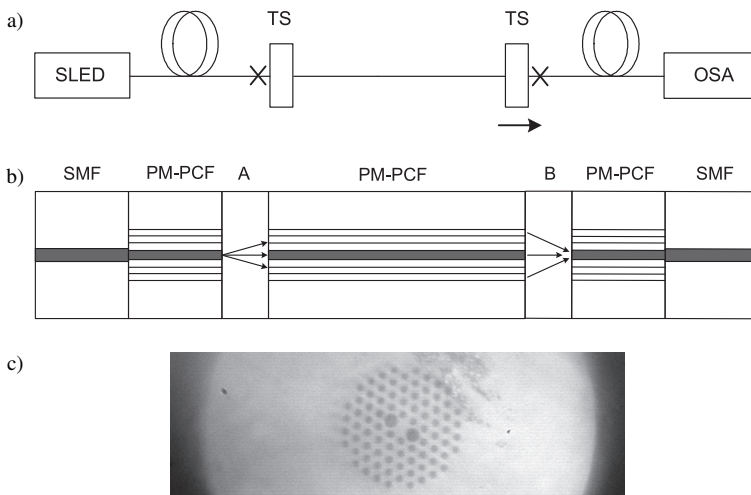 a)
TS TS
SLED OSA
b)
SMF PM-PCF A PM-PCF B PM-PCF SMF
c)